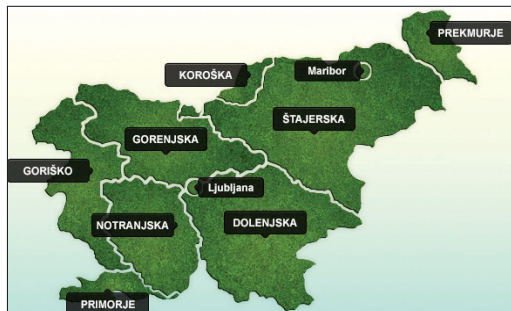 PREKMURJE
KOROŠKA
Maribor
ŠTAJERSKA
GORENJSKA
GORIŠKO
Ljubljana
NOTRANJSKA
DOLENJSKA
PRIMORJE